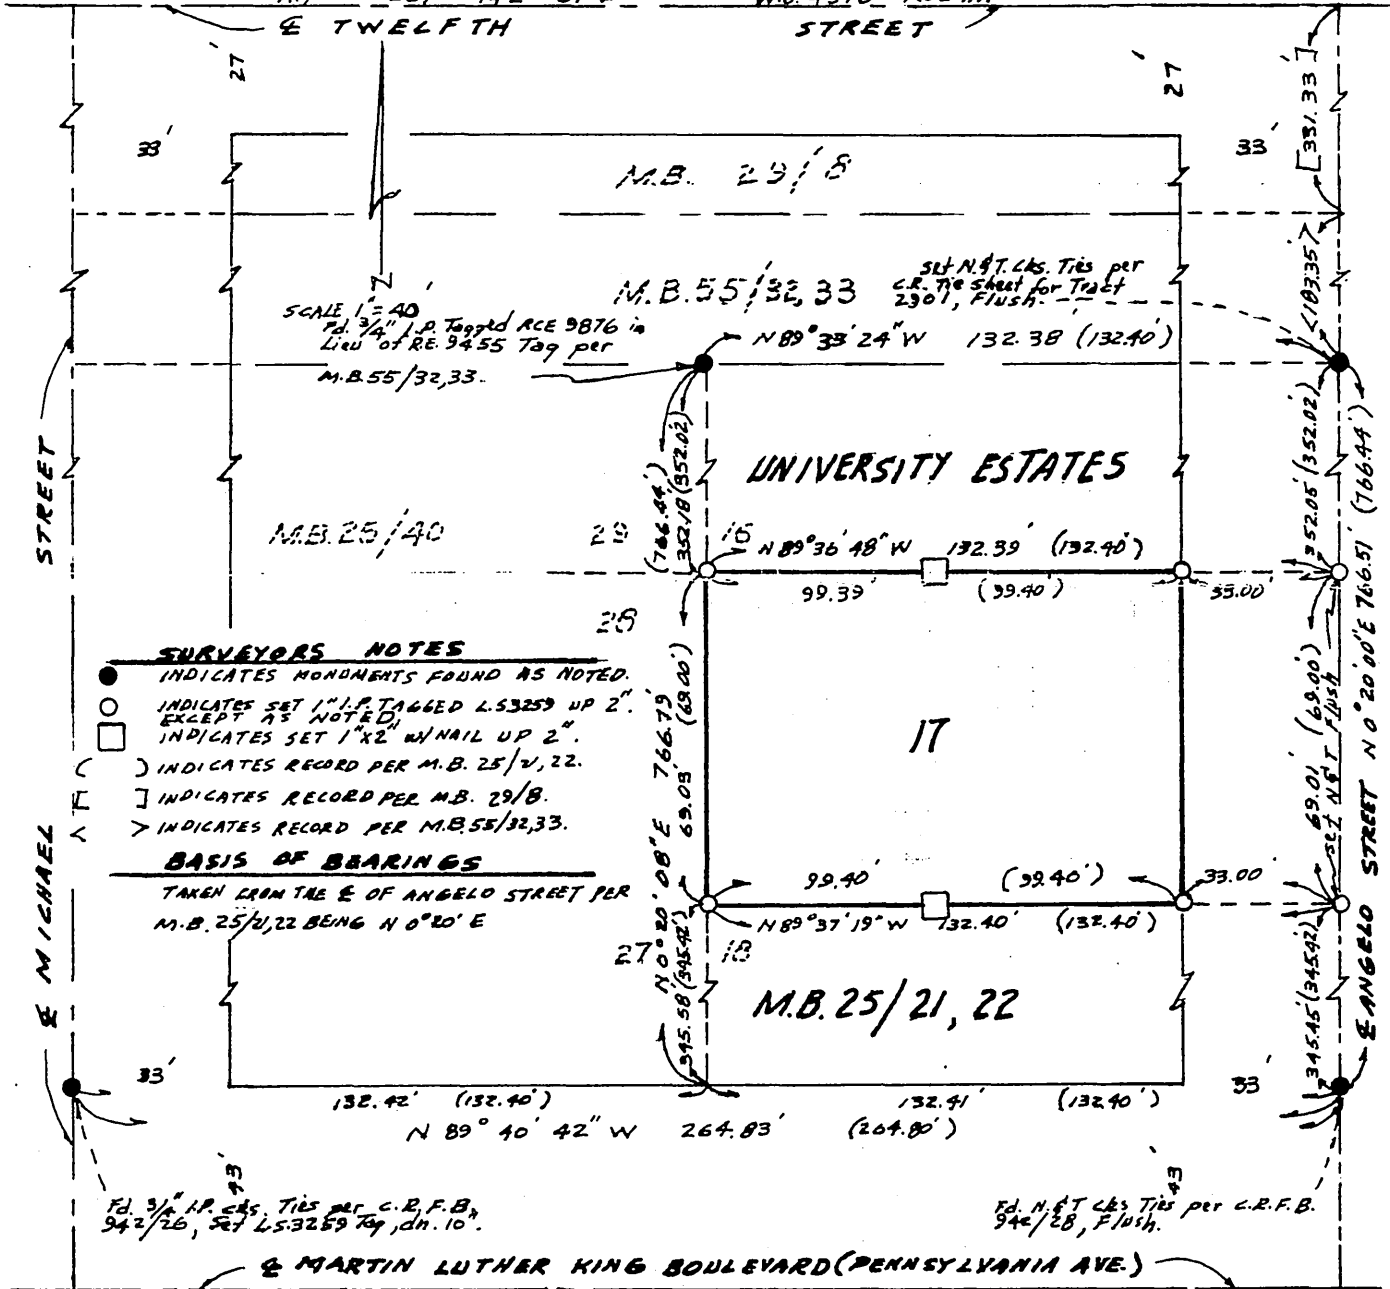 ℄ TWELFTH STREET
27'
27'
33'
33'
[331.33']
M.B. 29/8
<183.35'>
M.B. 55/32,33
Set N.&T. Cks. Ties per
C.R. Tie Sheet for Tract
2901, Flush.
SCALE 1"=40'
Fd. 3/4" I.P. Tagged RCE 9876 in
Lieu of RE. 9455 Tag per
M.B.55/32,33.
N89°33'24"W 132.38 (132.40')
UNIVERSITY ESTATES
(766.44')
352.18 (352.02)
352.05' (352.02)
M.B. 25/40
29
16
N89°36'48"W 132.39 (132.40')
99.39' (99.40') 33.00'
28
SURVEYORS NOTES
INDICATES MONUMENTS FOUND AS NOTED.
INDICATES SET 1" I.P. TAGGED L.S3259 UP 2".
EXCEPT AS NOTED.
INDICATES SET 1"x2" W/NAIL UP 2".
( ) INDICATES RECORD PER M.B. 25/21,22.
[ ] INDICATES RECORD PER M.B. 29/8.
< > INDICATES RECORD PER M.B.55/32,33.
BASIS OF BEARINGS
TAKEN FROM THE ℄ OF ANGELO STREET PER
M.B. 25/21,22 BEING N 0°20' E
N0°20'08"E 766.79'
69.03' (69.00')
17
69.01' (69.00')
set N&T Flush
N0°20'00"E 766.51' (766.44')
℄ ANGELO STREET
℄ MICHAEL STREET
99.40' (99.40') 33.00'
N89°37'19"W 132.40' (132.40')
27
18
345.58' (345.42')
345.45' (345.42)
M.B. 25/21, 22
33'
33'
132.42' (132.40') 132.41' (132.40')
N 89°40'42"W 264.83' (264.80')
43'
43'
Fd. 3/4" I.P. cks. Ties per C.R.F.B.
942/26, Set L.S.3259 Tag, dn. 10".
Fd. N.&T Cks Ties per C.R.F.B.
942/28, Flush.
℄ MARTIN LUTHER KING BOULEVARD (PENNSYLVANIA AVE.)